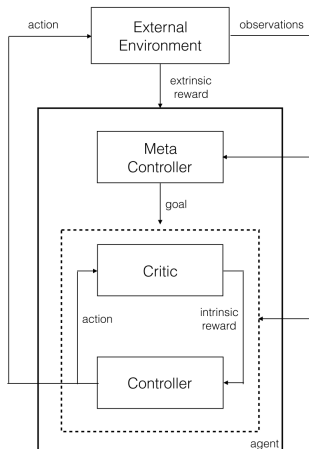 action
External
Environment
observations
extrinsic
reward
Meta
Controller
goal
Critic
action
intrinsic
reward
Controller
agent